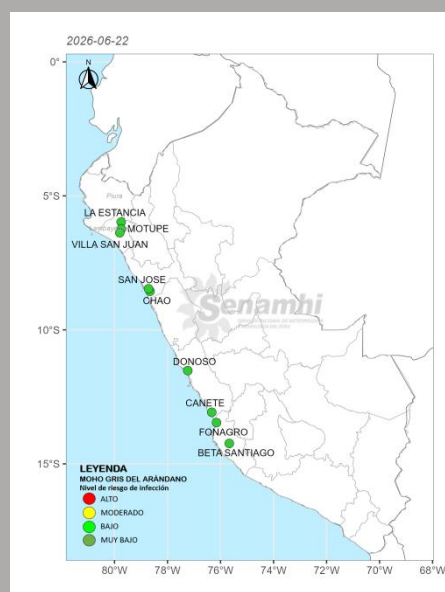 2026-06-22
N
0°
5°S
10°S
15°S
Piura
LA ESTANCIA
MOTUPE
VILLA SAN JUAN
SAN JOSE
CHAO
Senamhi
DONOSO
CANETE
FONAGRO
BETA SANTIAGO
LEYENDA
MOHO GRIS DEL ARÁNDANO
Nivel de riesgo de infección
ALTO
MODERADO
BAJO
MUY BAJO
80°W
78°W
76°W
74°W
72°W
70°W
68°W